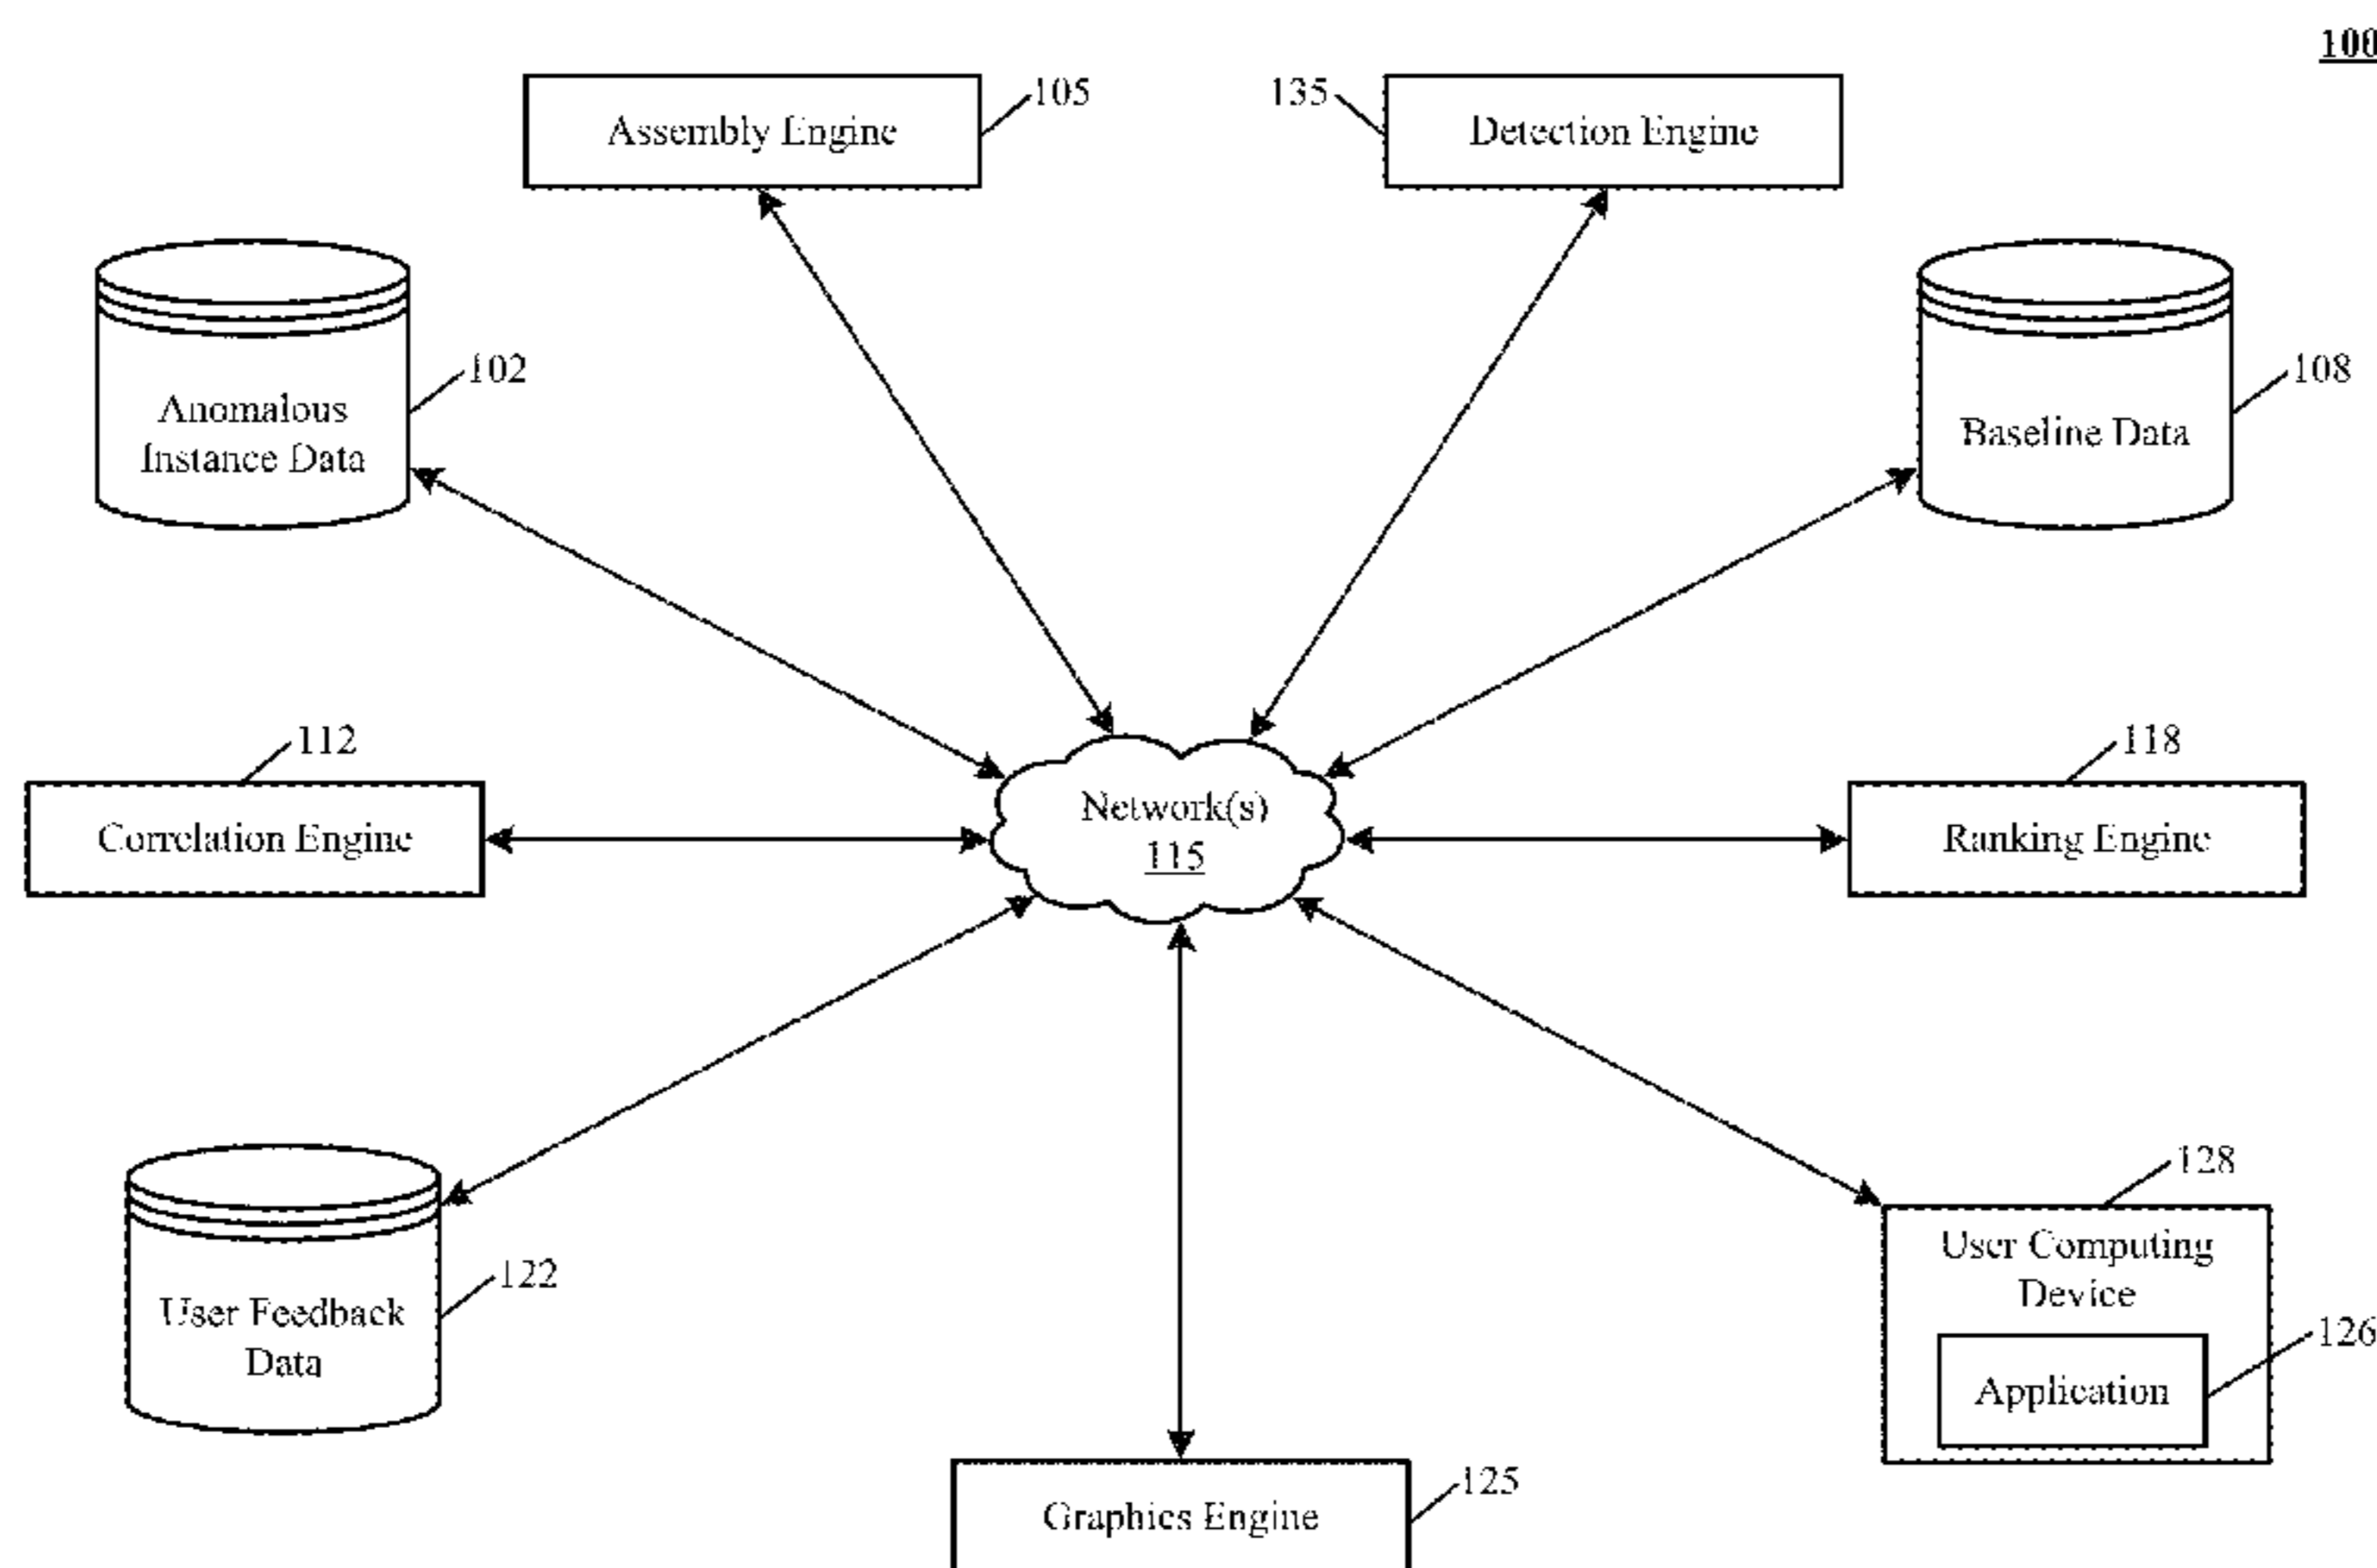 100
105
135
Assembly Engine
Detection Engine
102
108
Anomalous
Instance Data
Baseline Data
112
118
Network(s)
115
Correlation Engine
Ranking Engine
128
User Computing
Device
122
User Feedback
Data
126
Application
125
Graphics Engine